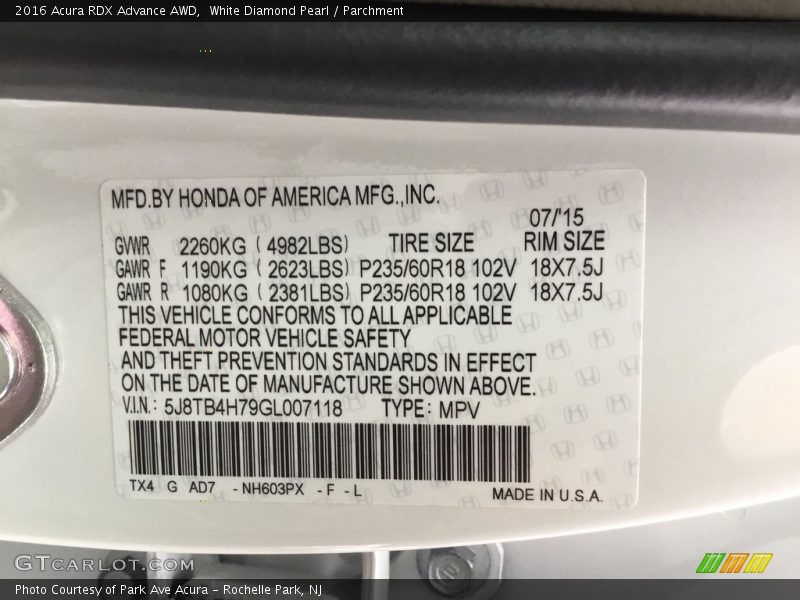 2016 Acura RDX Advance AWD,  White Diamond Pearl / Parchment
MFD.BY HONDA OF AMERICA MFG.,INC.
07/'15
GVWR 2260KG ( 4982LBS) TIRE SIZE RIM SIZE
GAWR F 1190KG ( 2623LBS) P235/60R18 102V 18X7.5J
GAWR R 1080KG ( 2381LBS) P235/60R18 102V 18X7.5J
THIS VEHICLE CONFORMS TO ALL APPLICABLE
FEDERAL MOTOR VEHICLE SAFETY
AND THEFT PREVENTION STANDARDS IN EFFECT
ON THE DATE OF MANUFACTURE SHOWN ABOVE.
V.I.N.: 5J8TB4H79GL007118 TYPE: MPV
TX4 G AD7 - NH603PX - F - L
MADE IN U.S.A.
GTCarLot.com
Photo Courtesy of Park Ave Acura - Rochelle Park, NJ